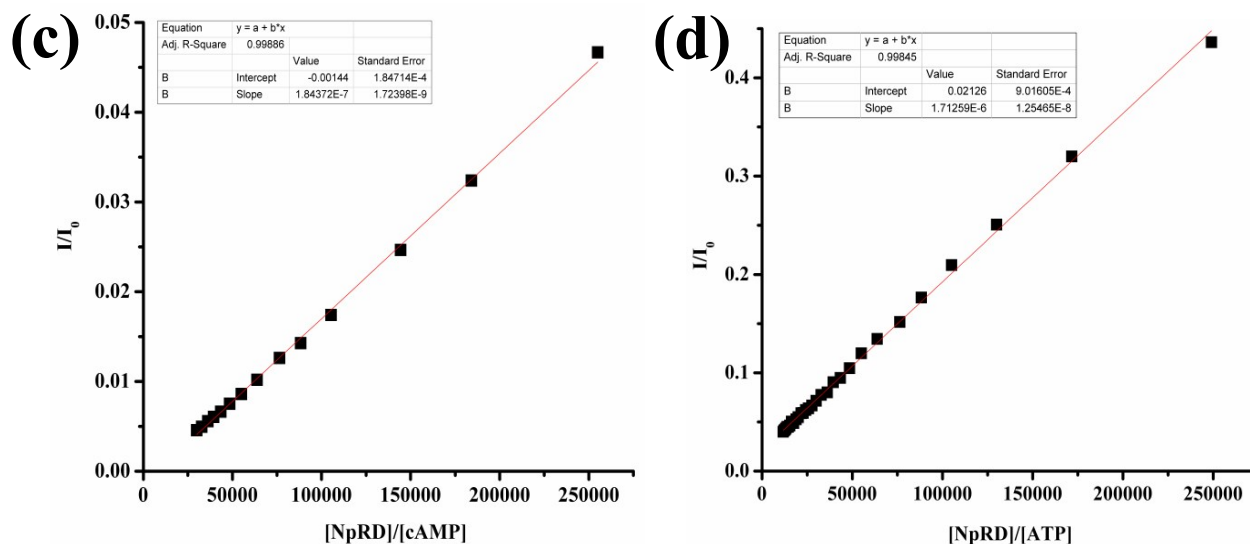 (c)
Equation y = a + b*x
Adj. R-Square 0.99886
Value Standard Error
B Intercept -0.00144 1.84714E-4
B Slope 1.84372E-7 1.72398E-9
0.05
0.04
0.03
0.02
0.01
0.00
I/I0
0 50000 100000 150000 200000 250000
[NpRD]/[cAMP]
(d)
Equation y = a + b*x
Adj. R-Square 0.99845
Value Standard Error
B Intercept 0.02126 9.01605E-4
B Slope 1.71259E-6 1.25465E-8
0.4
0.3
0.2
0.1
0.0
I/I0
0 50000 100000 150000 200000 250000
[NpRD]/[ATP]